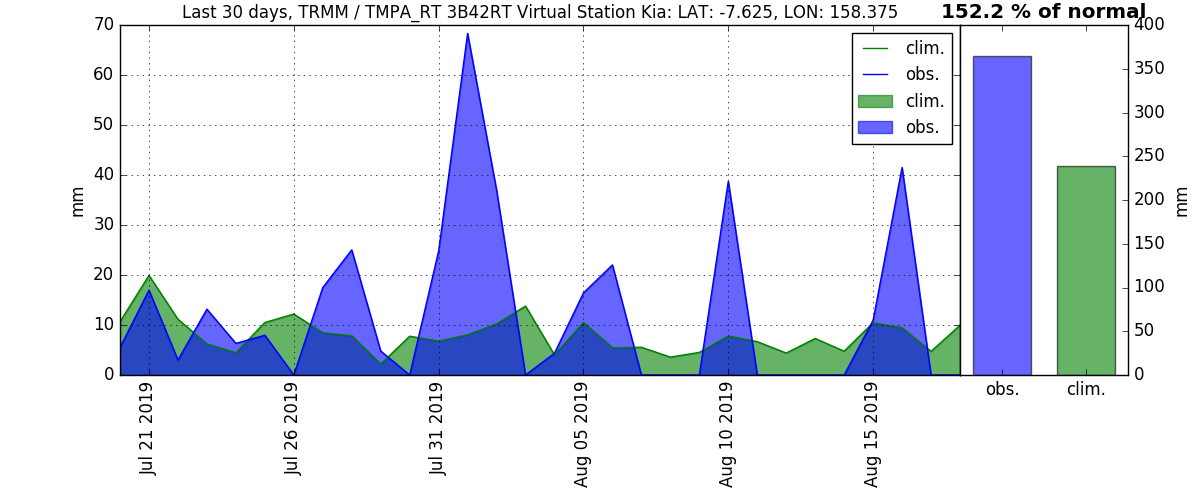 Last 30 days, TRMM / TMPA_RT 3B42RT Virtual Station Kia: LAT: -7.625, LON: 158.375
152.2 % of normal
mm
70
60
50
40
30
20
10
0
clim.
obs.
clim.
obs.
Jul 21 2019
Jul 26 2019
Jul 31 2019
Aug 05 2019
Aug 10 2019
Aug 15 2019
400
350
300
250
200
150
100
50
0
mm
obs.
clim.